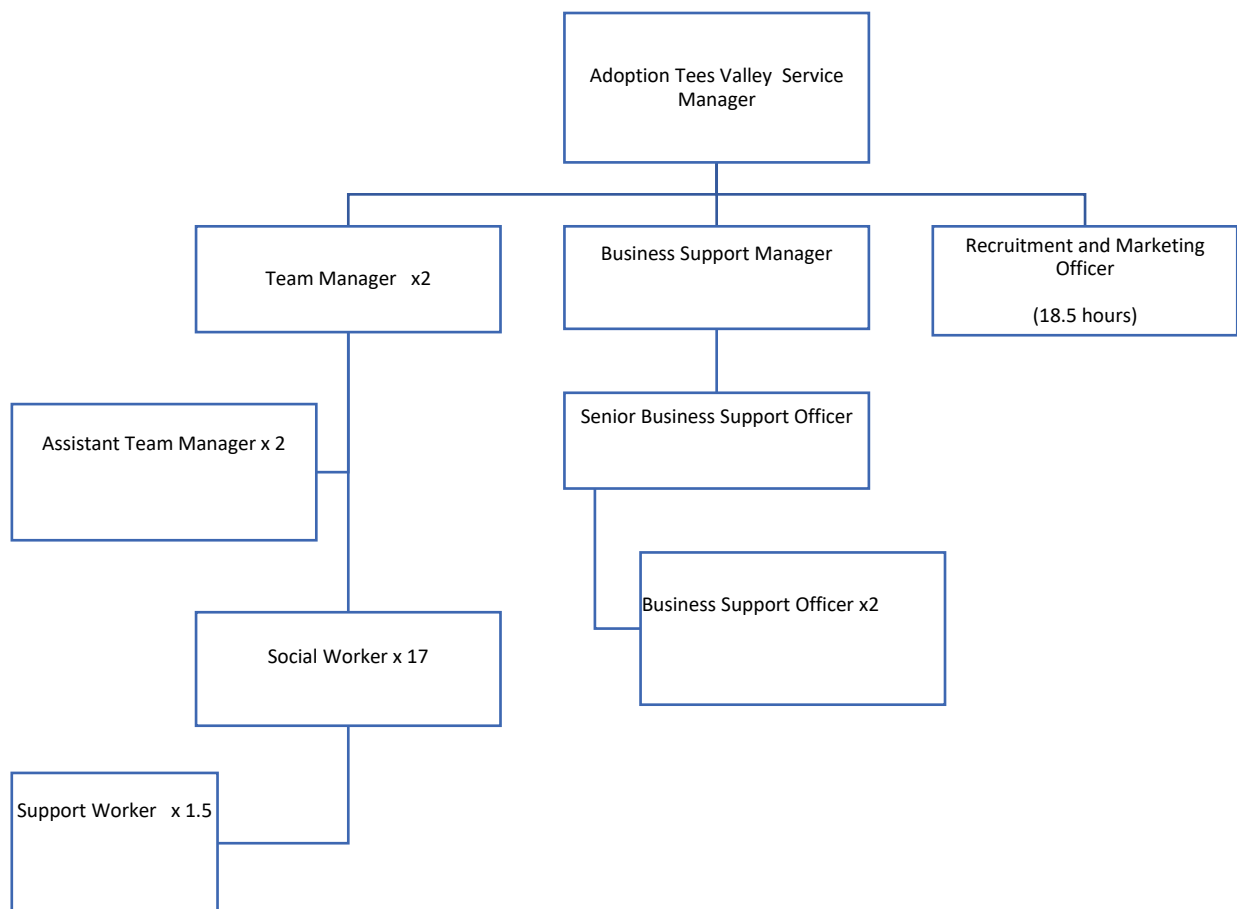 Adoption Tees Valley  Service
Manager
Team Manager   x2
Business Support Manager
Recruitment and Marketing
Officer
(18.5 hours)
Assistant Team Manager x 2
Senior Business Support Officer
Business Support Officer x2
Social Worker x 17
Support Worker   x 1.5